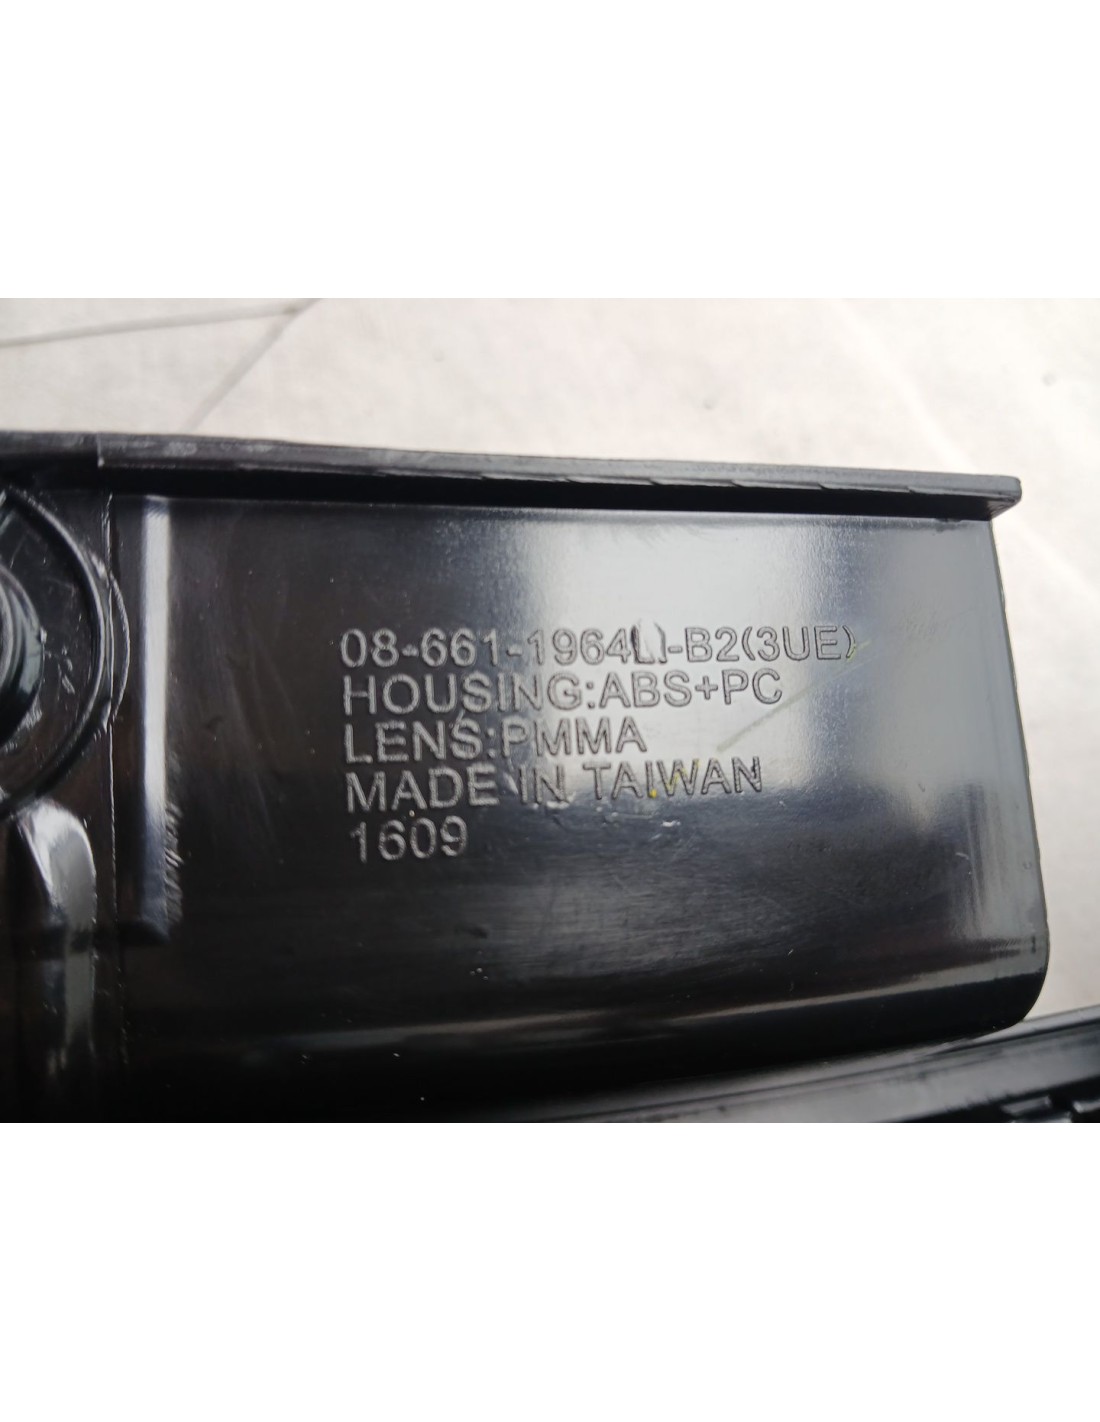 08-661-1964LI-B2(3UE)
HOUSING:ABS+PC
LENS:PMMA
MADE IN TAIWAN
1609